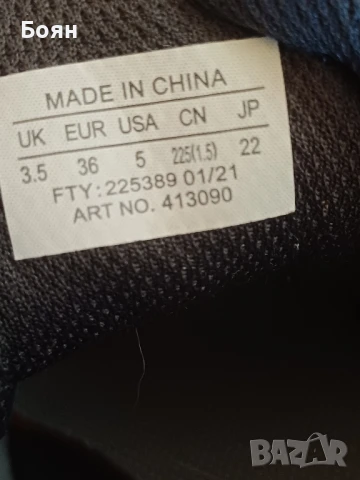 Боян
MADE IN CHINA
UK EUR USA CN JP
3.5 36 5 225(1.5) 22
FTY: 225389 01/21
ART NO. 413090
BAZAR